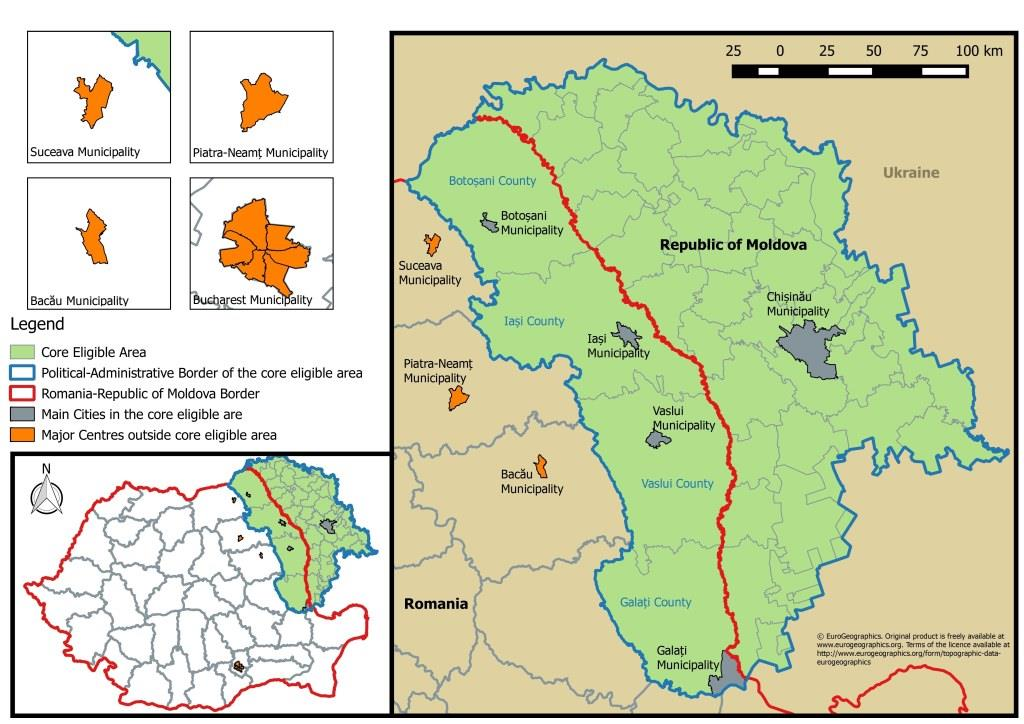 Suceava Municipality
Piatra-Neamț Municipality
Bacău Municipality
Bucharest Municipality
Legend
Core Eligible Area
Political-Administrative Border of the core eligible area
Romania-Republic of Moldova Border
Main Cities in the core eligible are
Major Centres outside core eligible area
N
25 0 25 50 75 100 km
Ukraine
Botoșani County
Botoșani
Municipality
Republic of Moldova
Suceava
Municipality
Chișinău
Municipality
Iași County
Iași
Municipality
Piatra-Neamț
Municipality
Vaslui
Municipality
Bacău
Municipality
Vaslui County
Romania
Galați County
Galați
Municipality
© EuroGeographics. Original product is freely available at
www.eurogeographics.org. Terms of the licence available at
http://www.eurogeographics.org/form/topographic-data-
eurogeographics